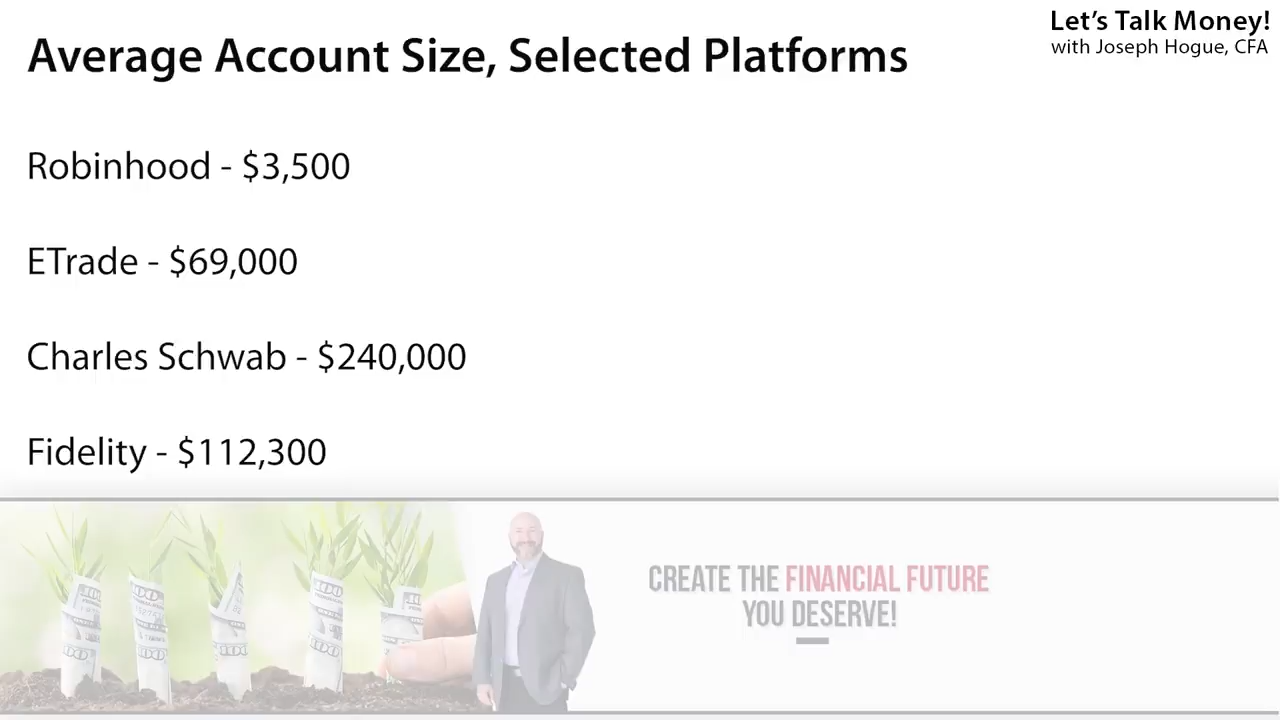 Let's Talk Money!
with Joseph Hogue, CFA
Average Account Size, Selected Platforms
Robinhood - $3,500
ETrade - $69,000
Charles Schwab - $240,000
Fidelity - $112,300
CREATE THE FINANCIAL FUTURE
YOU DESERVE!